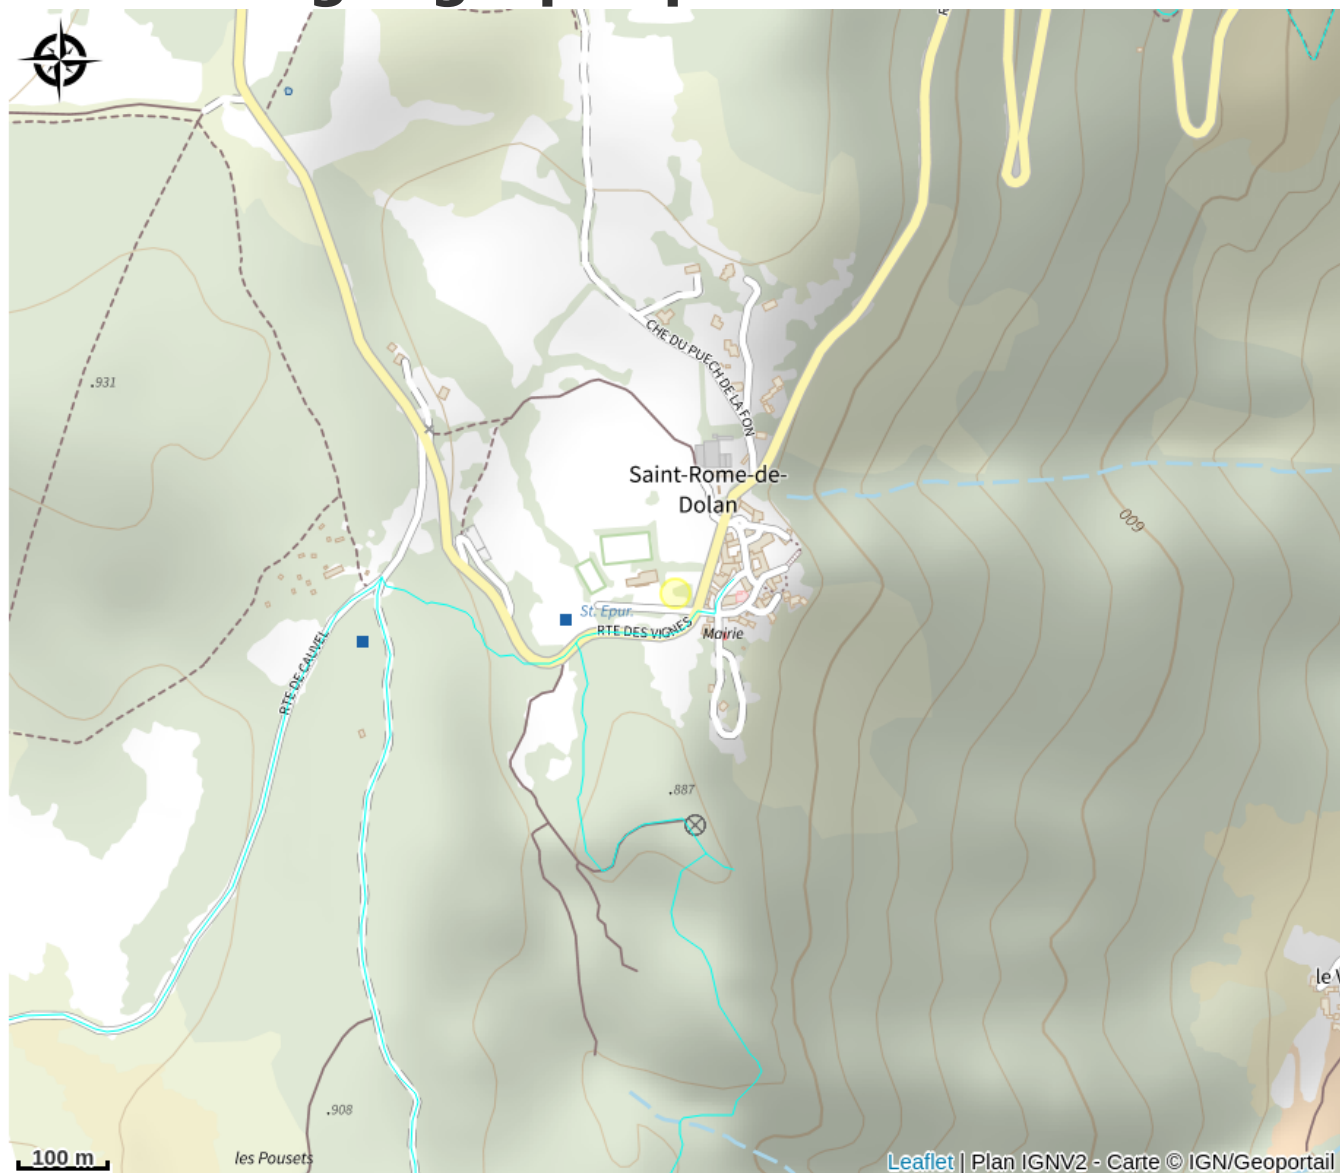 CHE DU PUECH DE LA FON
.931
Saint-Rome-de-
Dolan
600
St. Epur.
RTE DES VIGNES
Mairie
RTE DE CAUVEL
.887
.908
les Pousets
100 m
Leaflet | Plan IGNV2 - Carte © IGN/Geoportail